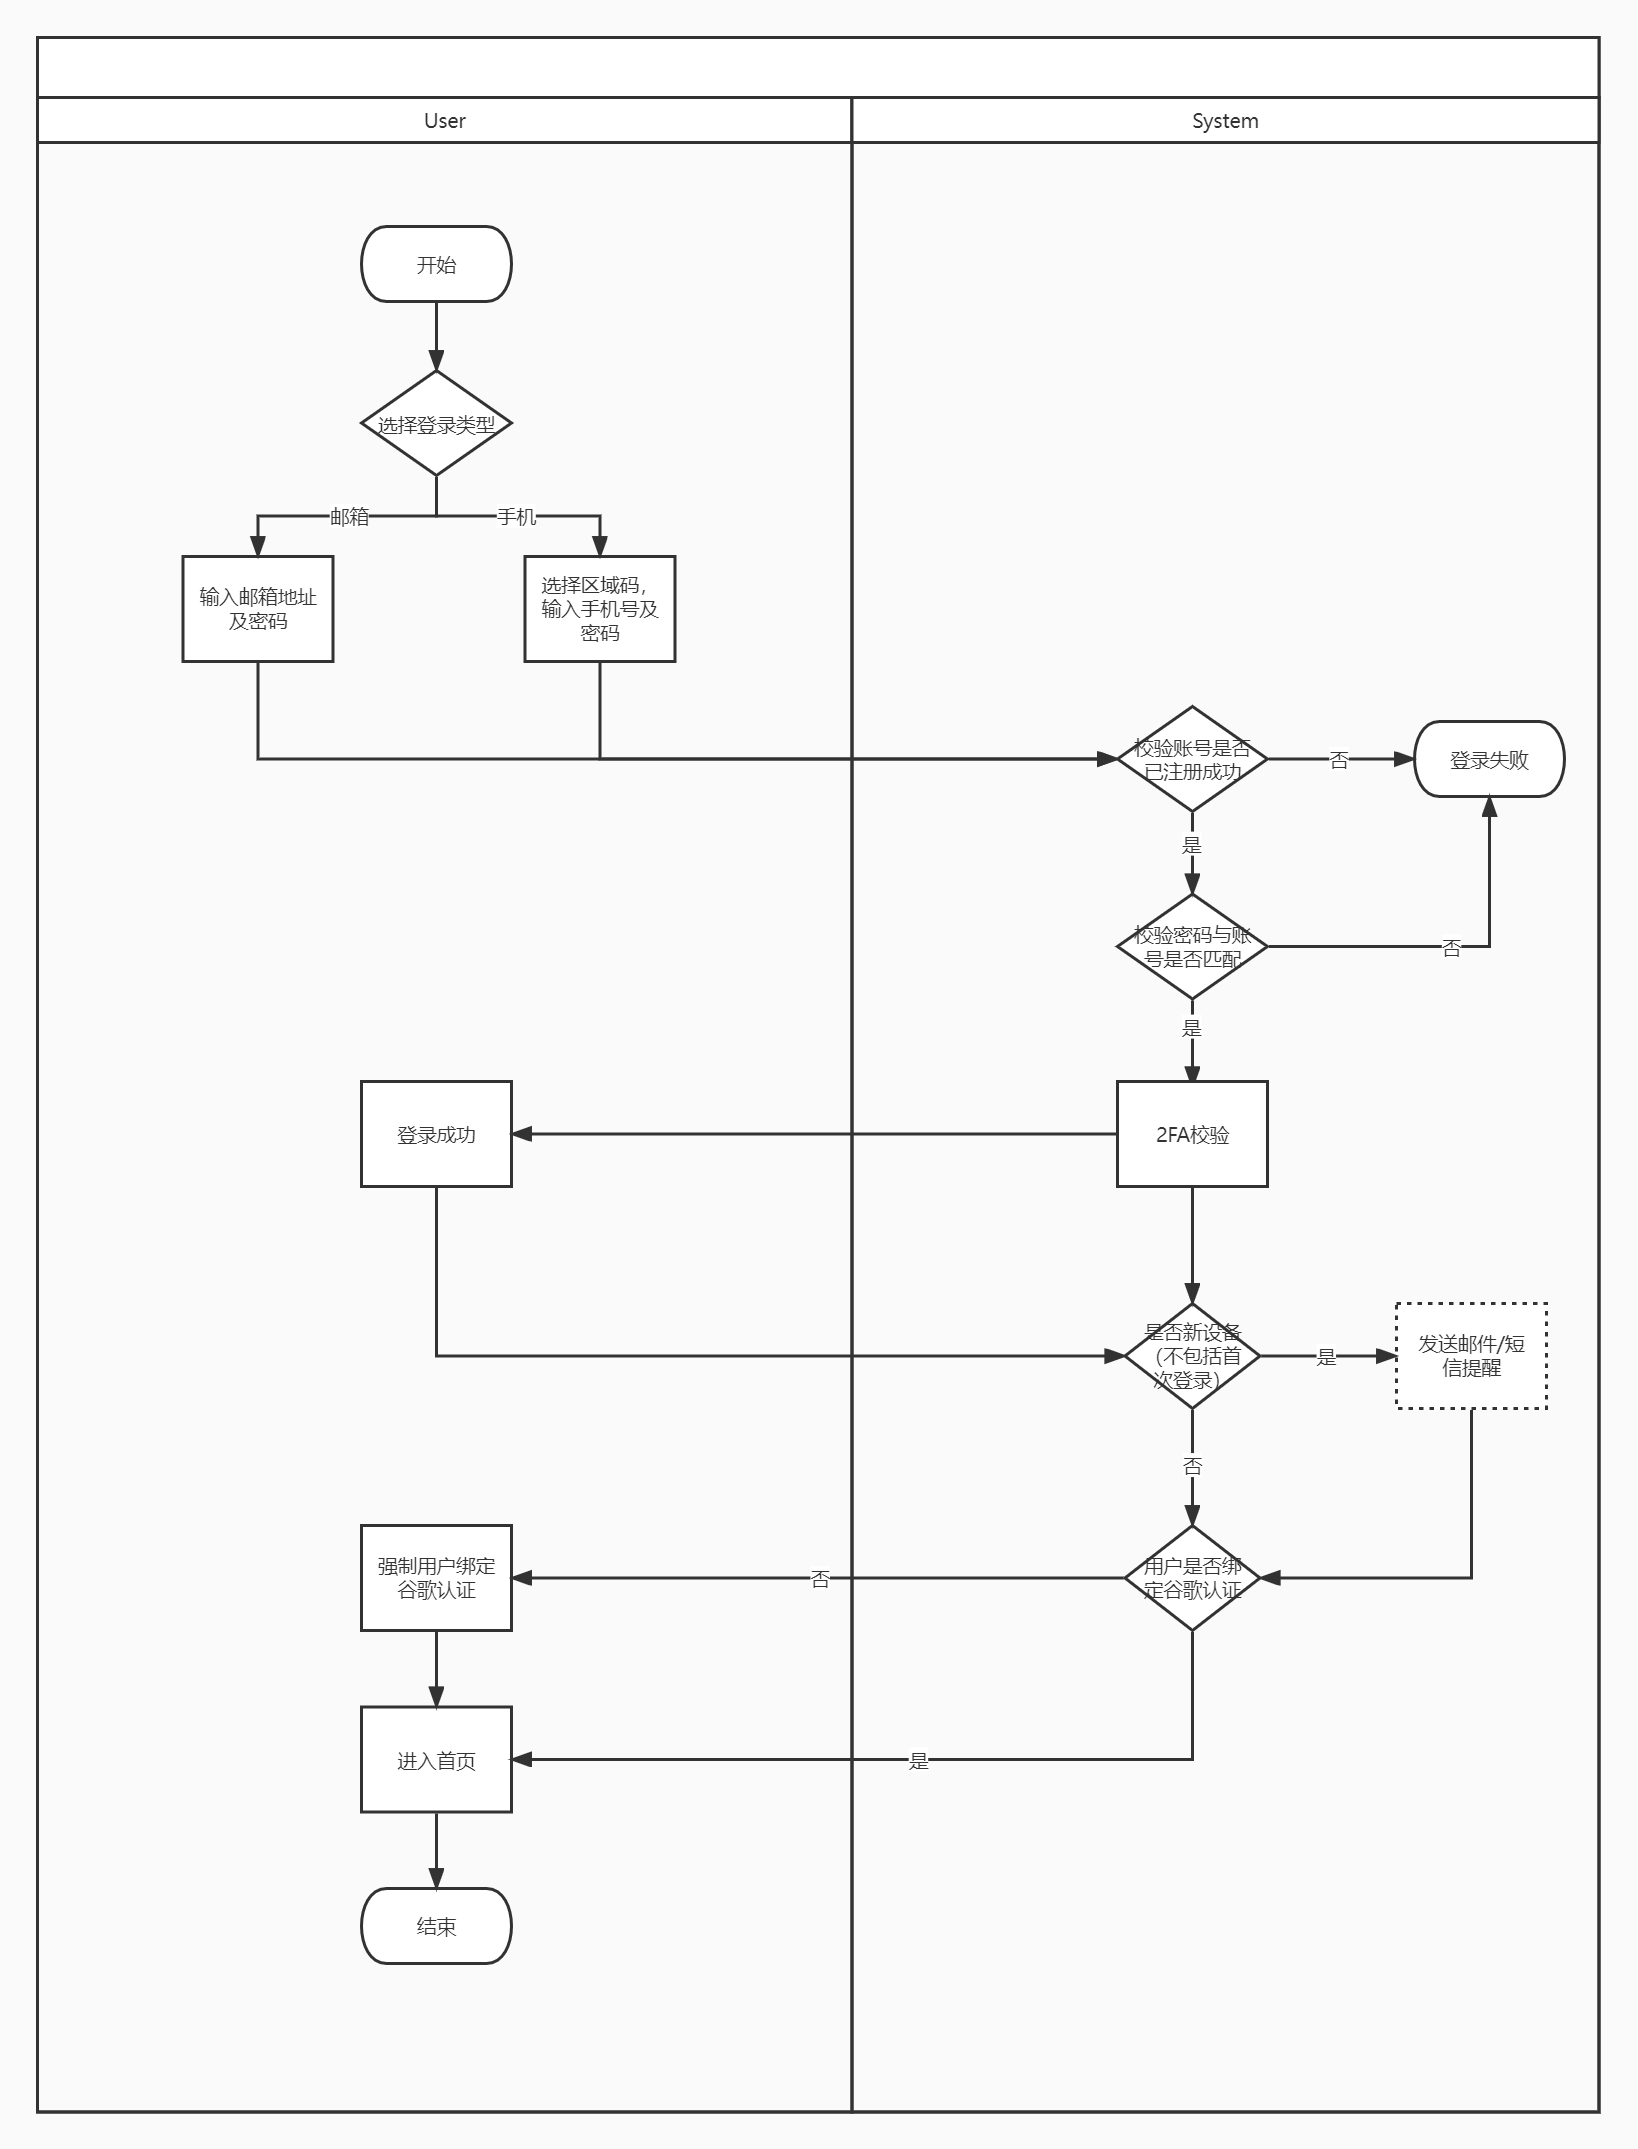 User
System
开始
选择登录类型
邮箱
手机
输入邮箱地址
及密码
选择区域码，
输入手机号及
密码
校验账号是否
已注册成功
否
登录失败
是
校验密码与账
号是否匹配
否
是
登录成功
2FA校验
是否新设备
（不包括首
次登录）
是
发送邮件/短
信提醒
否
强制用户绑定
谷歌认证
否
用户是否绑
定谷歌认证
进入首页
是
结束